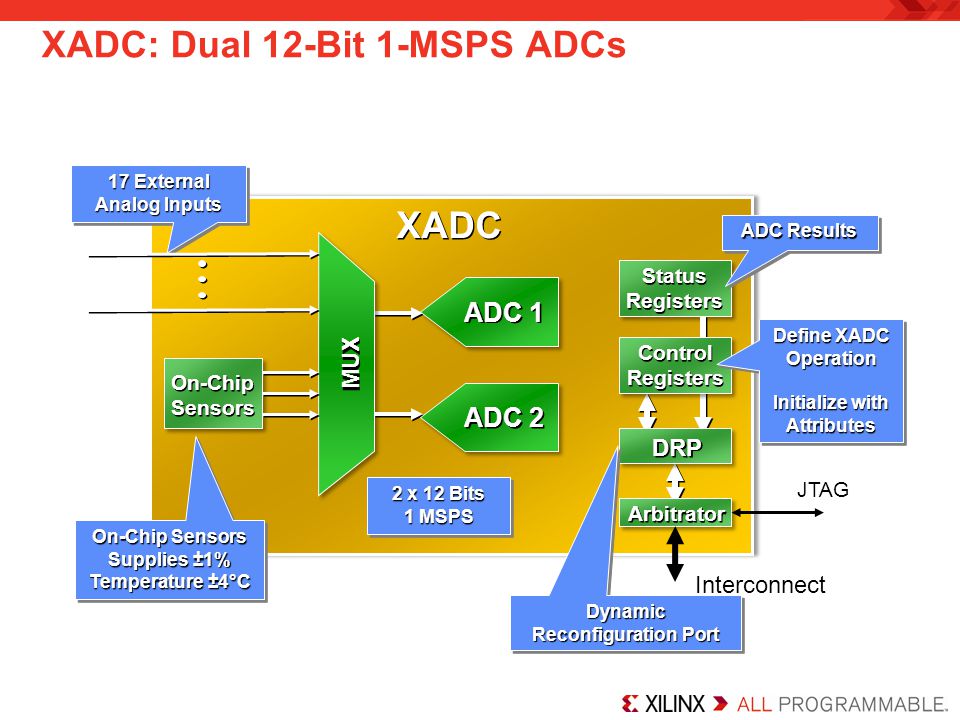 XADC: Dual 12-Bit 1-MSPS ADCs
17 External
Analog Inputs
XADC
ADC Results
Status
Registers
ADC 1
Define XADC
Operation
Initialize with
Attributes
Control
Registers
MUX
On-Chip
Sensors
ADC 2
DRP
2 x 12 Bits
1 MSPS
JTAG
Arbitrator
On-Chip Sensors
Supplies ±1%
Temperature ±4°C
Interconnect
Dynamic
Reconfiguration Port
XILINX ALL PROGRAMMABLE.